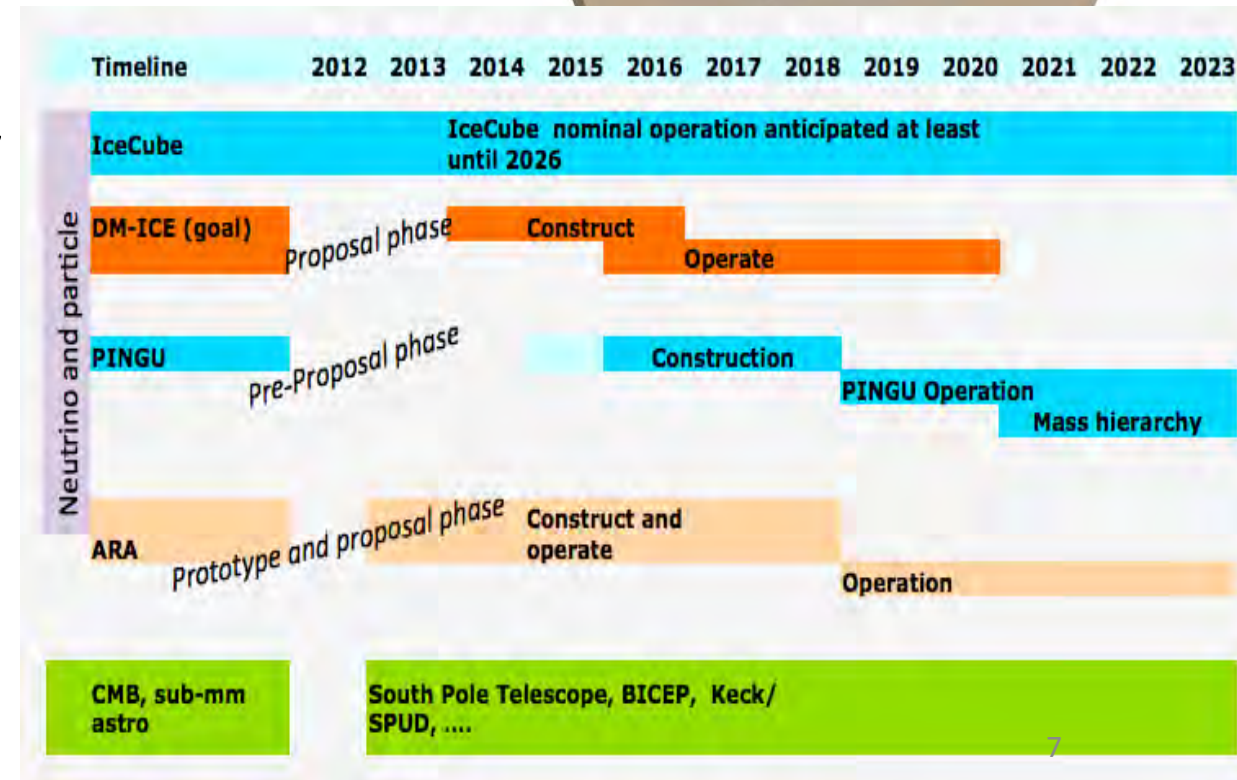 Timeline 2012 2013 2014 2015 2016 2017 2018 2019 2020 2021 2022 2023
Neutrino and particle
IceCube
IceCube nominal operation anticipated at least
until 2026
DM-ICE (goal)
Proposal phase
Construct
Operate
PINGU
Pre-Proposal phase
Construction
PINGU Operation
Mass hierarchy
ARA
Prototype and proposal phase
Construct and
operate
Operation
CMB, sub-mm
astro
South Pole Telescope, BICEP, Keck/
SPUD, ....
7